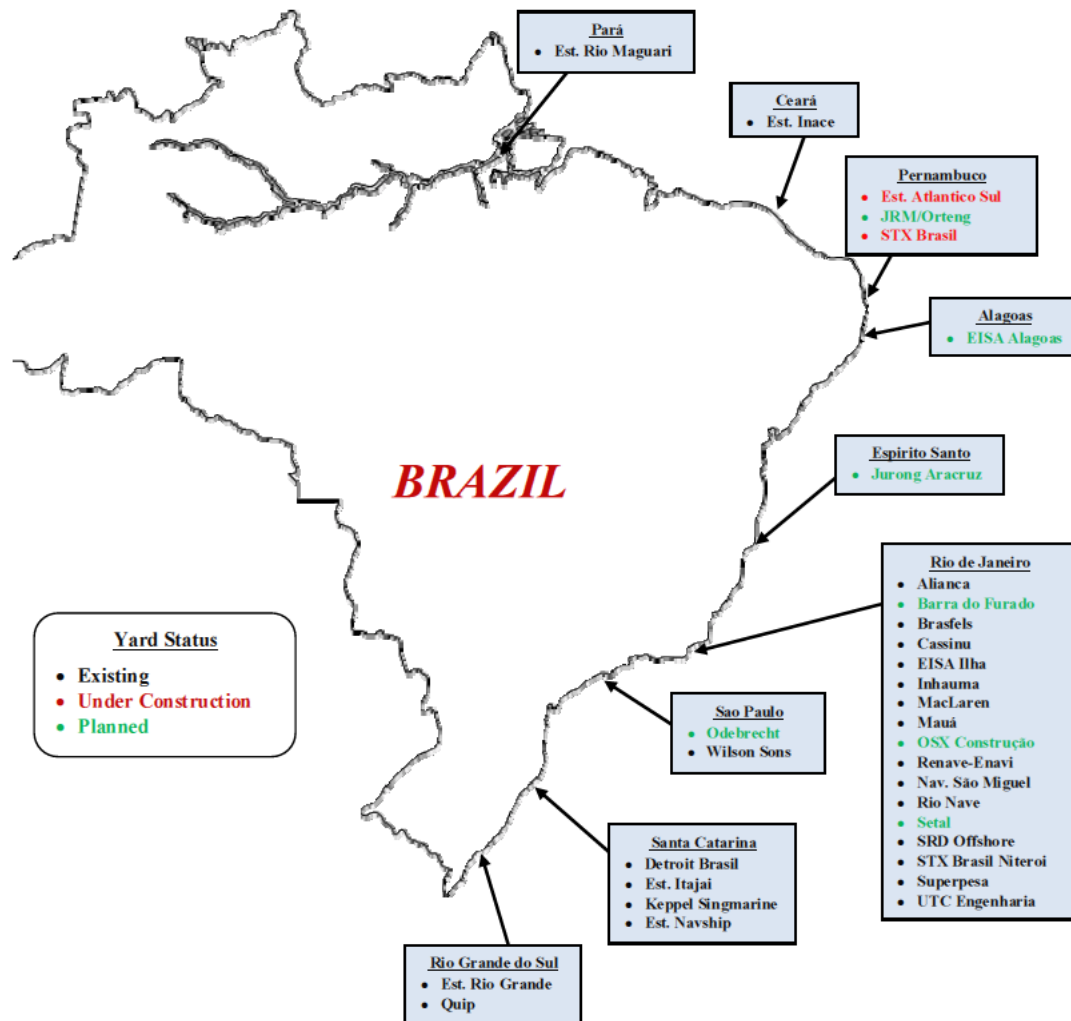 Pará
• Est. Rio Maguari
Ceará
• Est. Inace
Pernambuco
• Est. Atlantico Sul
• JRM/Orteng
• STX Brasil
Alagoas
• EISA Alagoas
BRAZIL
Espirito Santo
• Jurong Aracruz
Rio de Janeiro
• Alianca
• Barra do Furado
• Brasfels
• Cassinu
• EISA Ilha
• Inhauma
• MacLaren
• Mauá
• OSX Construção
• Renave-Enavi
• Nav. São Miguel
• Rio Nave
• Setal
• SRD Offshore
• STX Brasil Niteroi
• Superpesa
• UTC Engenharia
Yard Status
• Existing
• Under Construction
• Planned
Sao Paulo
• Odebrecht
• Wilson Sons
Santa Catarina
• Detroit Brasil
• Est. Itajai
• Keppel Singmarine
• Est. Navship
Rio Grande do Sul
• Est. Rio Grande
• Quip